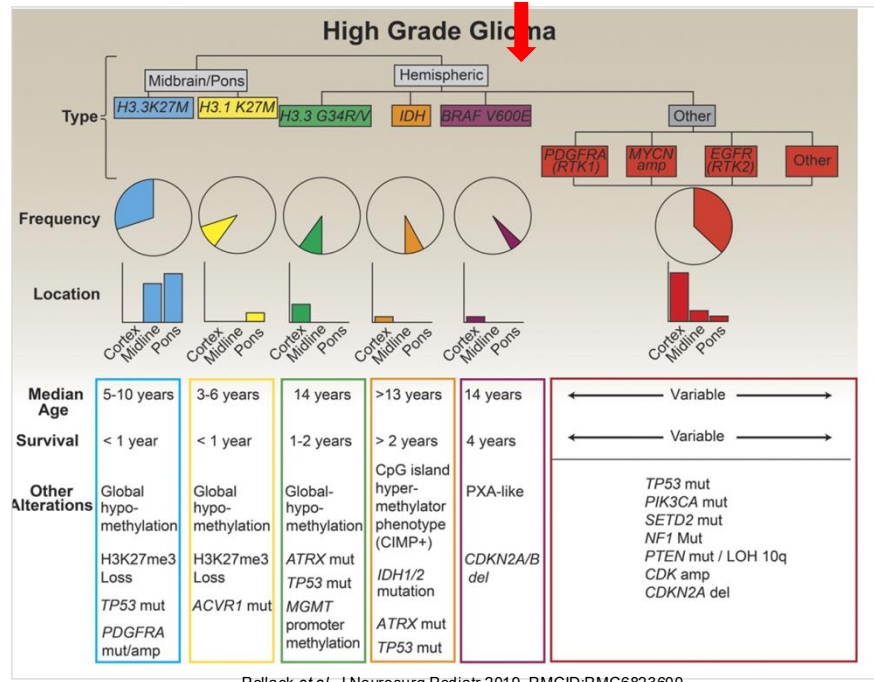 High Grade Glioma
Type
Midbrain/Pons
Hemispheric
H3.3K27M
H3.1 K27M
H3.3 G34R/V
IDH
BRAF V600E
Other
PDGFRA
(RTK1)
MYCN
amp
EGFR
(RTK2)
Other
Frequency
Location
Cortex
Midline
Pons
Cortex
Midline
Pons
Cortex
Midline
Pons
Cortex
Midline
Pons
Cortex
Midline
Pons
Cortex
Midline
Pons
Median
Age
5-10 years
3-6 years
14 years
>13 years
14 years
Variable
Survival
< 1 year
< 1 year
1-2 years
> 2 years
4 years
Variable
Other
Alterations
Global
hypo-
methylation
H3K27me3
Loss
TP53 mut
PDGFRA
mut/amp
Global
hypo-
methylation
H3K27me3
Loss
ACVR1 mut
Global-
hypo-
methylation
ATRX mut
TP53 mut
MGMT
promoter
methylation
CpG island
hyper-
methylator
phenotype
(CIMP+)
IDH1/2
mutation
ATRX mut
TP53 mut
PXA-like
CDKN2A/B
del
TP53 mut
PIK3CA mut
SETD2 mut
NF1 Mut
PTEN mut / LOH 10q
CDK amp
CDKN2A del